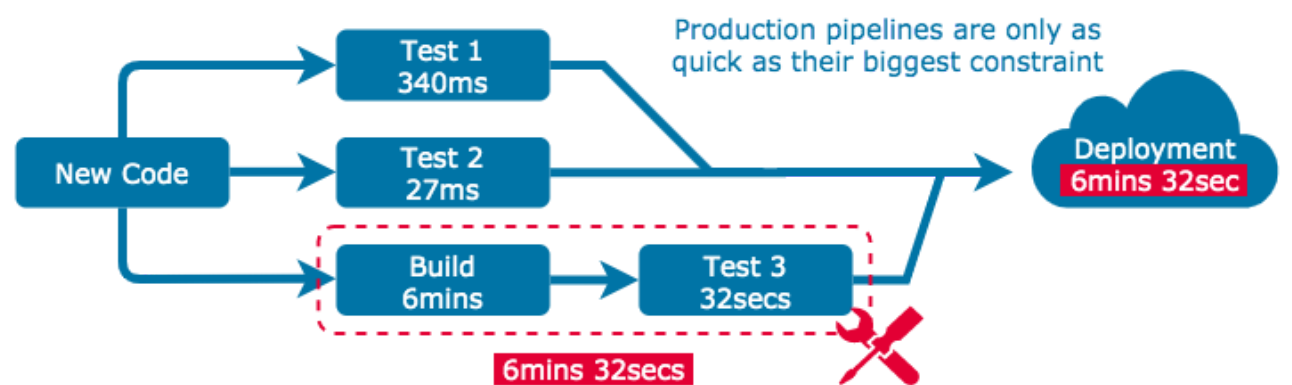 Production pipelines are only as
quick as their biggest constraint
Test 1
340ms
New Code
Test 2
27ms
Deployment
6mins 32sec
Build
6mins
Test 3
32secs
6mins 32secs